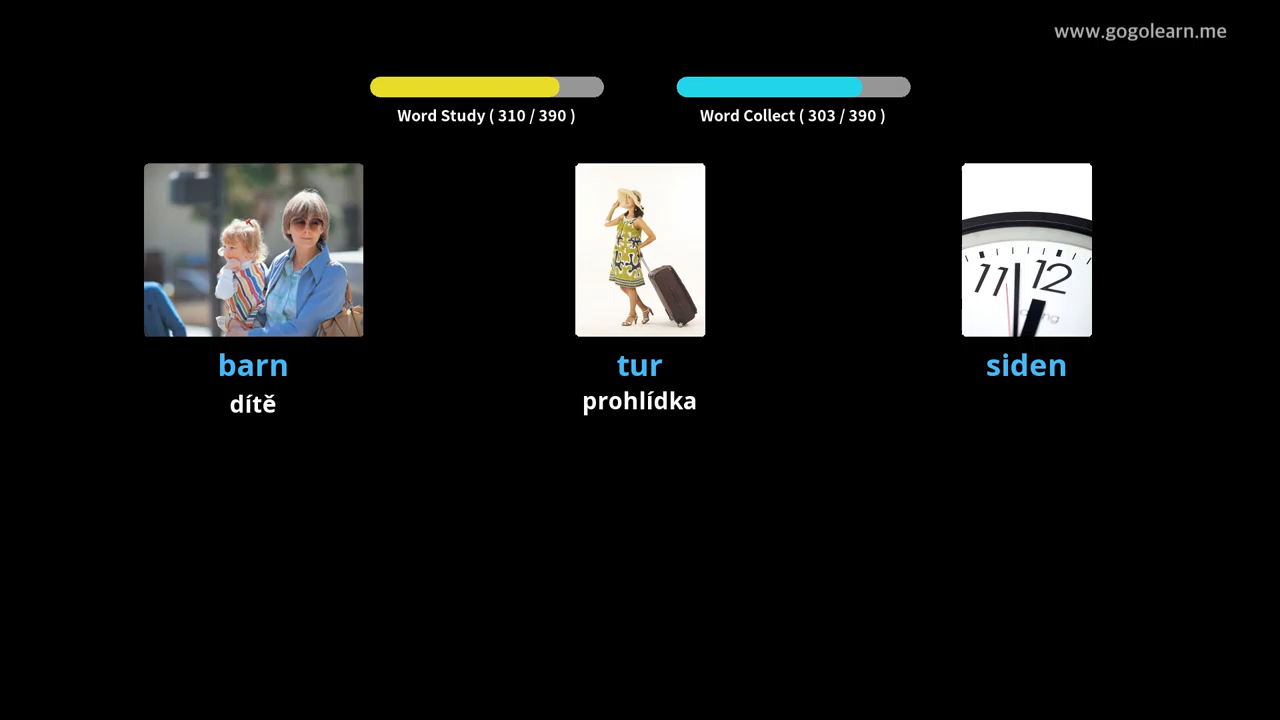 www.gogolearn.me
Word Study ( 310 / 390 )
Word Collect ( 303 / 390 )
11 12
barn
tur
siden
dítě
prohlídka